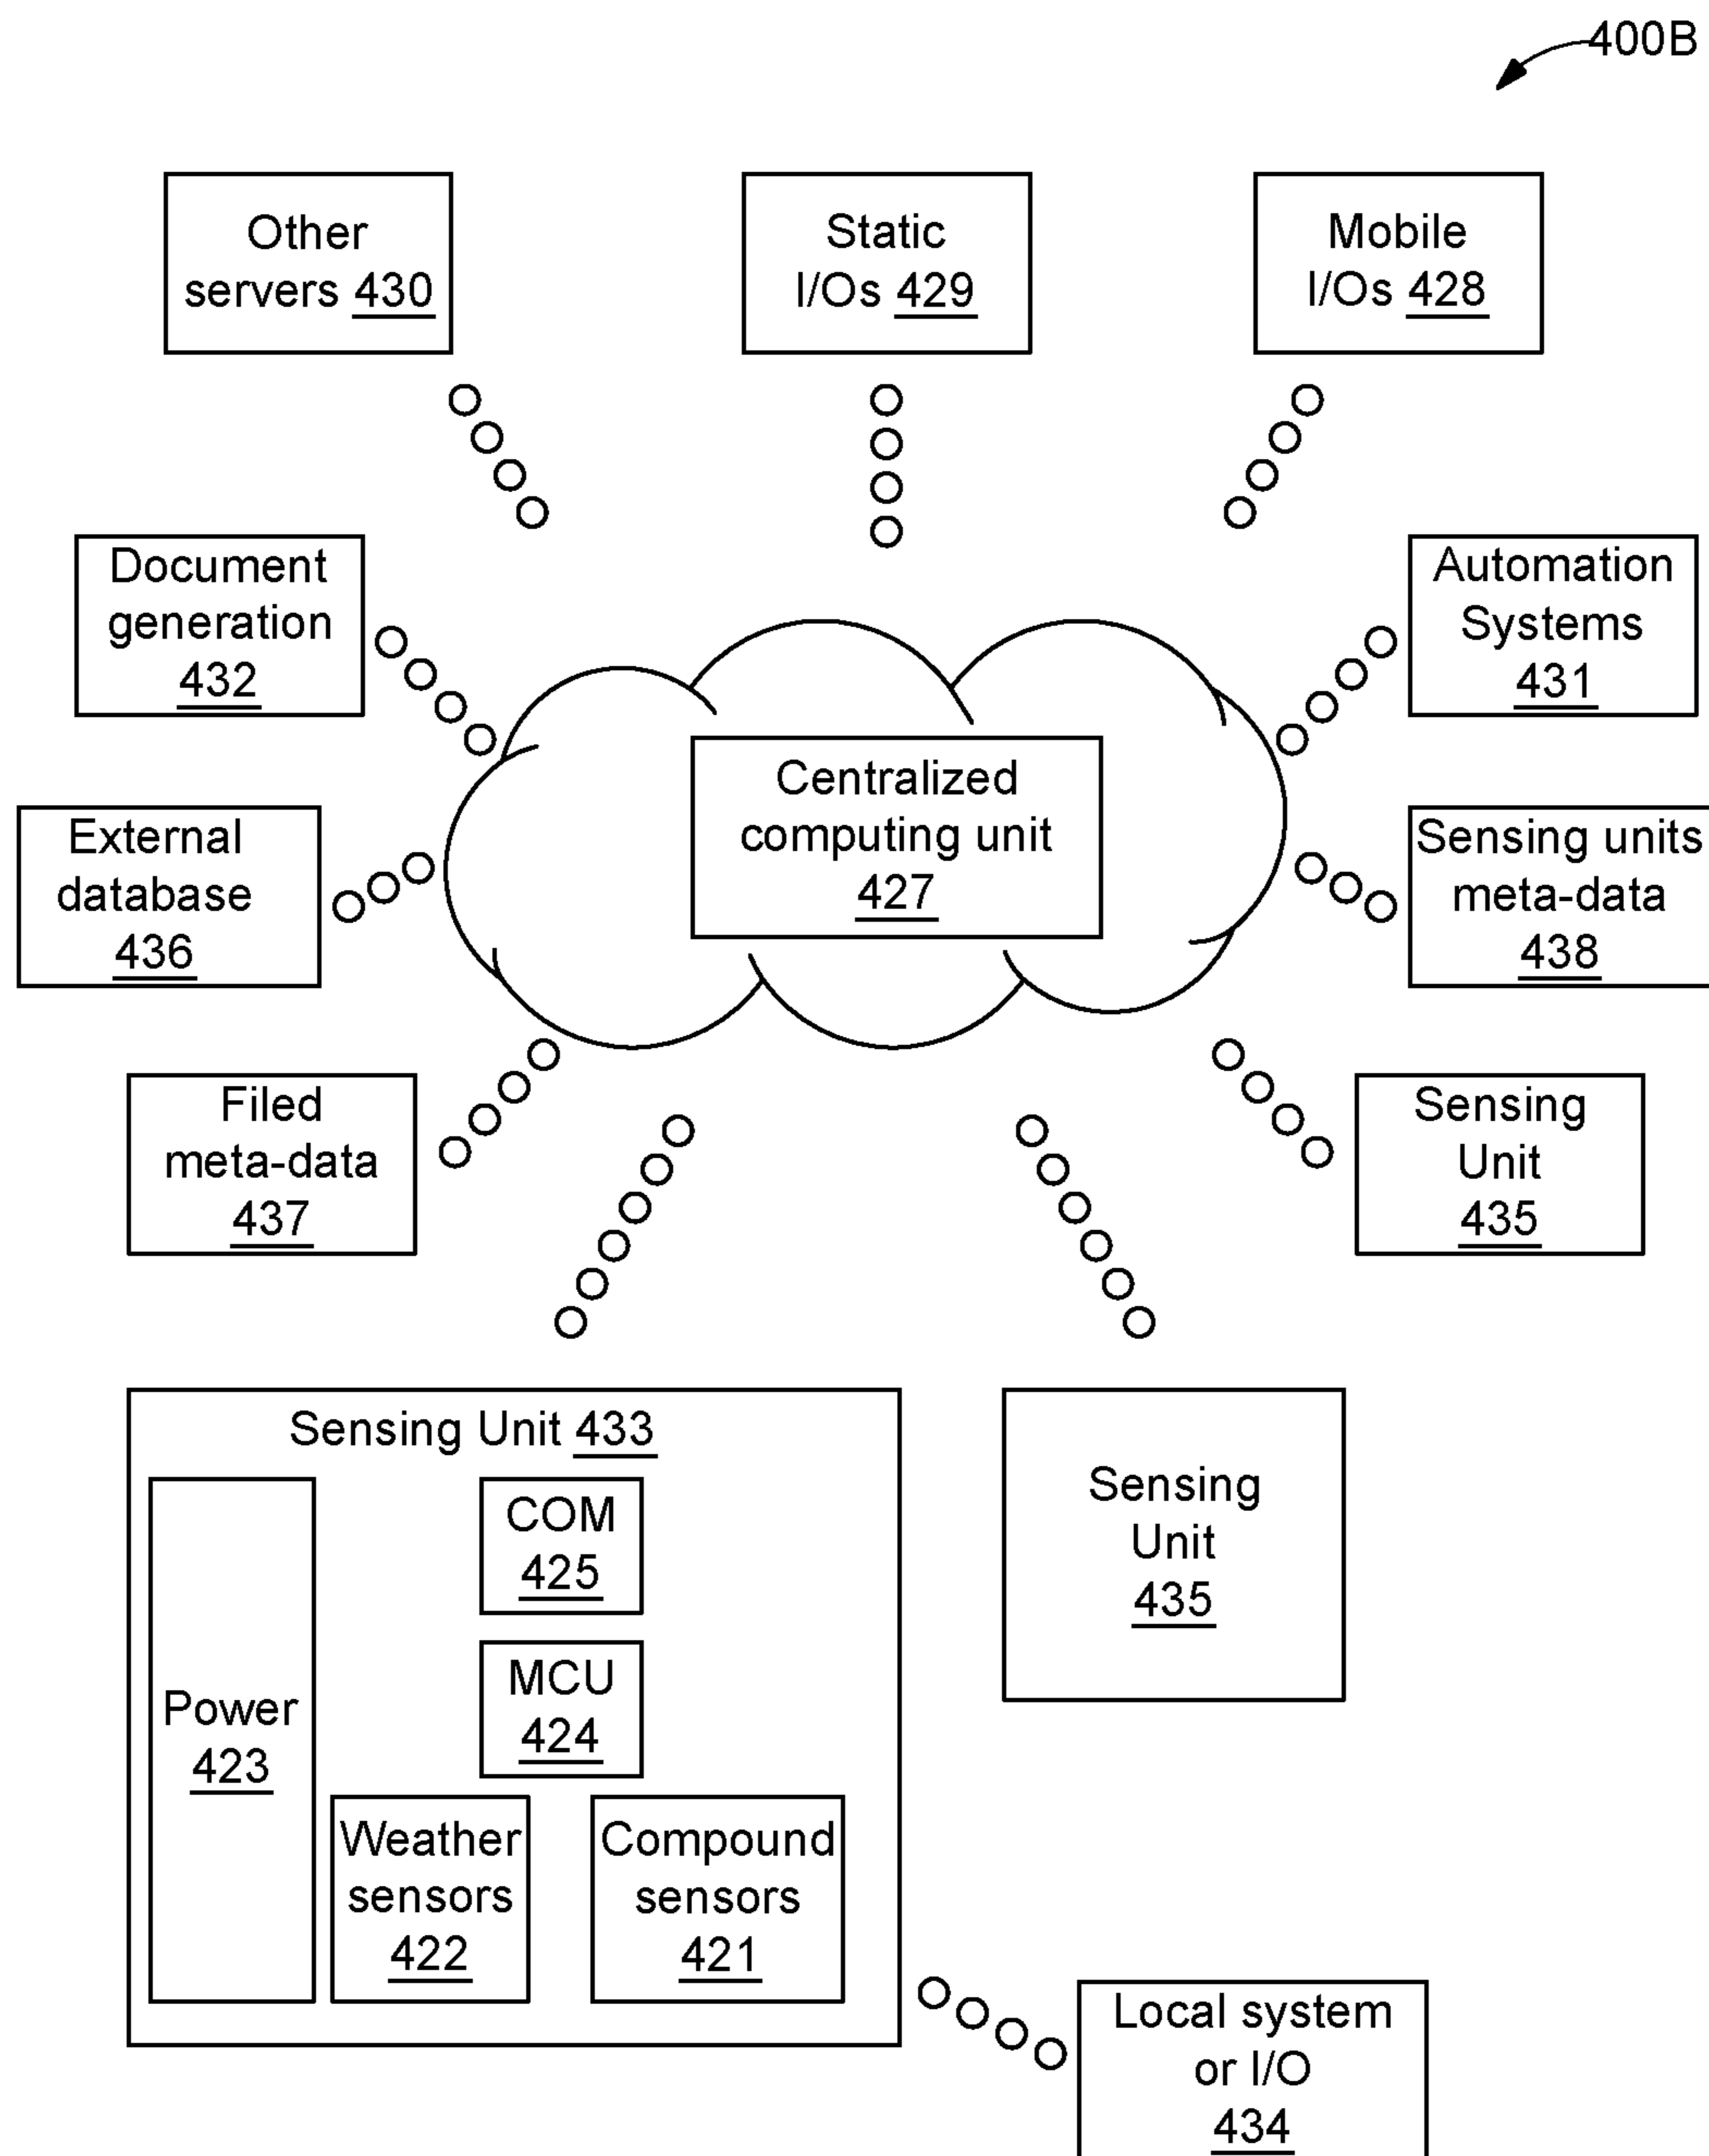 400B
Other
servers 430
Static
I/Os 429
Mobile
I/Os 428
Document
generation
432
Automation
Systems
431
External
database
436
Centralized
computing unit
427
Sensing units
meta-data
438
Filed
meta-data
437
Sensing
Unit
435
Sensing Unit 433
COM
425
MCU
424
Power
423
Weather
sensors
422
Compound
sensors
421
Sensing
Unit
435
Local system
or I/O
434